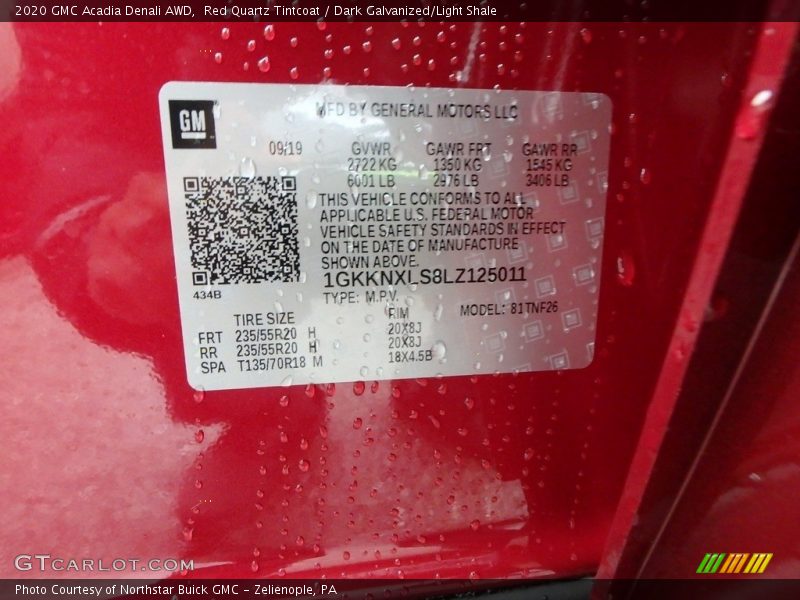 2020 GMC Acadia Denali AWD,  Red Quartz Tintcoat / Dark Galvanized/Light Shale
GM
MFD BY GENERAL MOTORS LLC
09/19 GVWR GAWR FRT GAWR RR
2722 KG 1350 KG 1545 KG
6001 LB 2976 LB 3406 LB
THIS VEHICLE CONFORMS TO ALL
APPLICABLE U.S. FEDERAL MOTOR
VEHICLE SAFETY STANDARDS IN EFFECT
ON THE DATE OF MANUFACTURE
SHOWN ABOVE.
1GKKNXLS8LZ125011
434B
TYPE: M.P.V. MODEL: 81TNF26
TIRE SIZE RIM
FRT 235/55R20 H 20X8J
RR 235/55R20 H 20X8J
SPA T135/70R18 M 18X4.5B
GTCARLOT.COM
Photo Courtesy of Northstar Buick GMC - Zelienople, PA